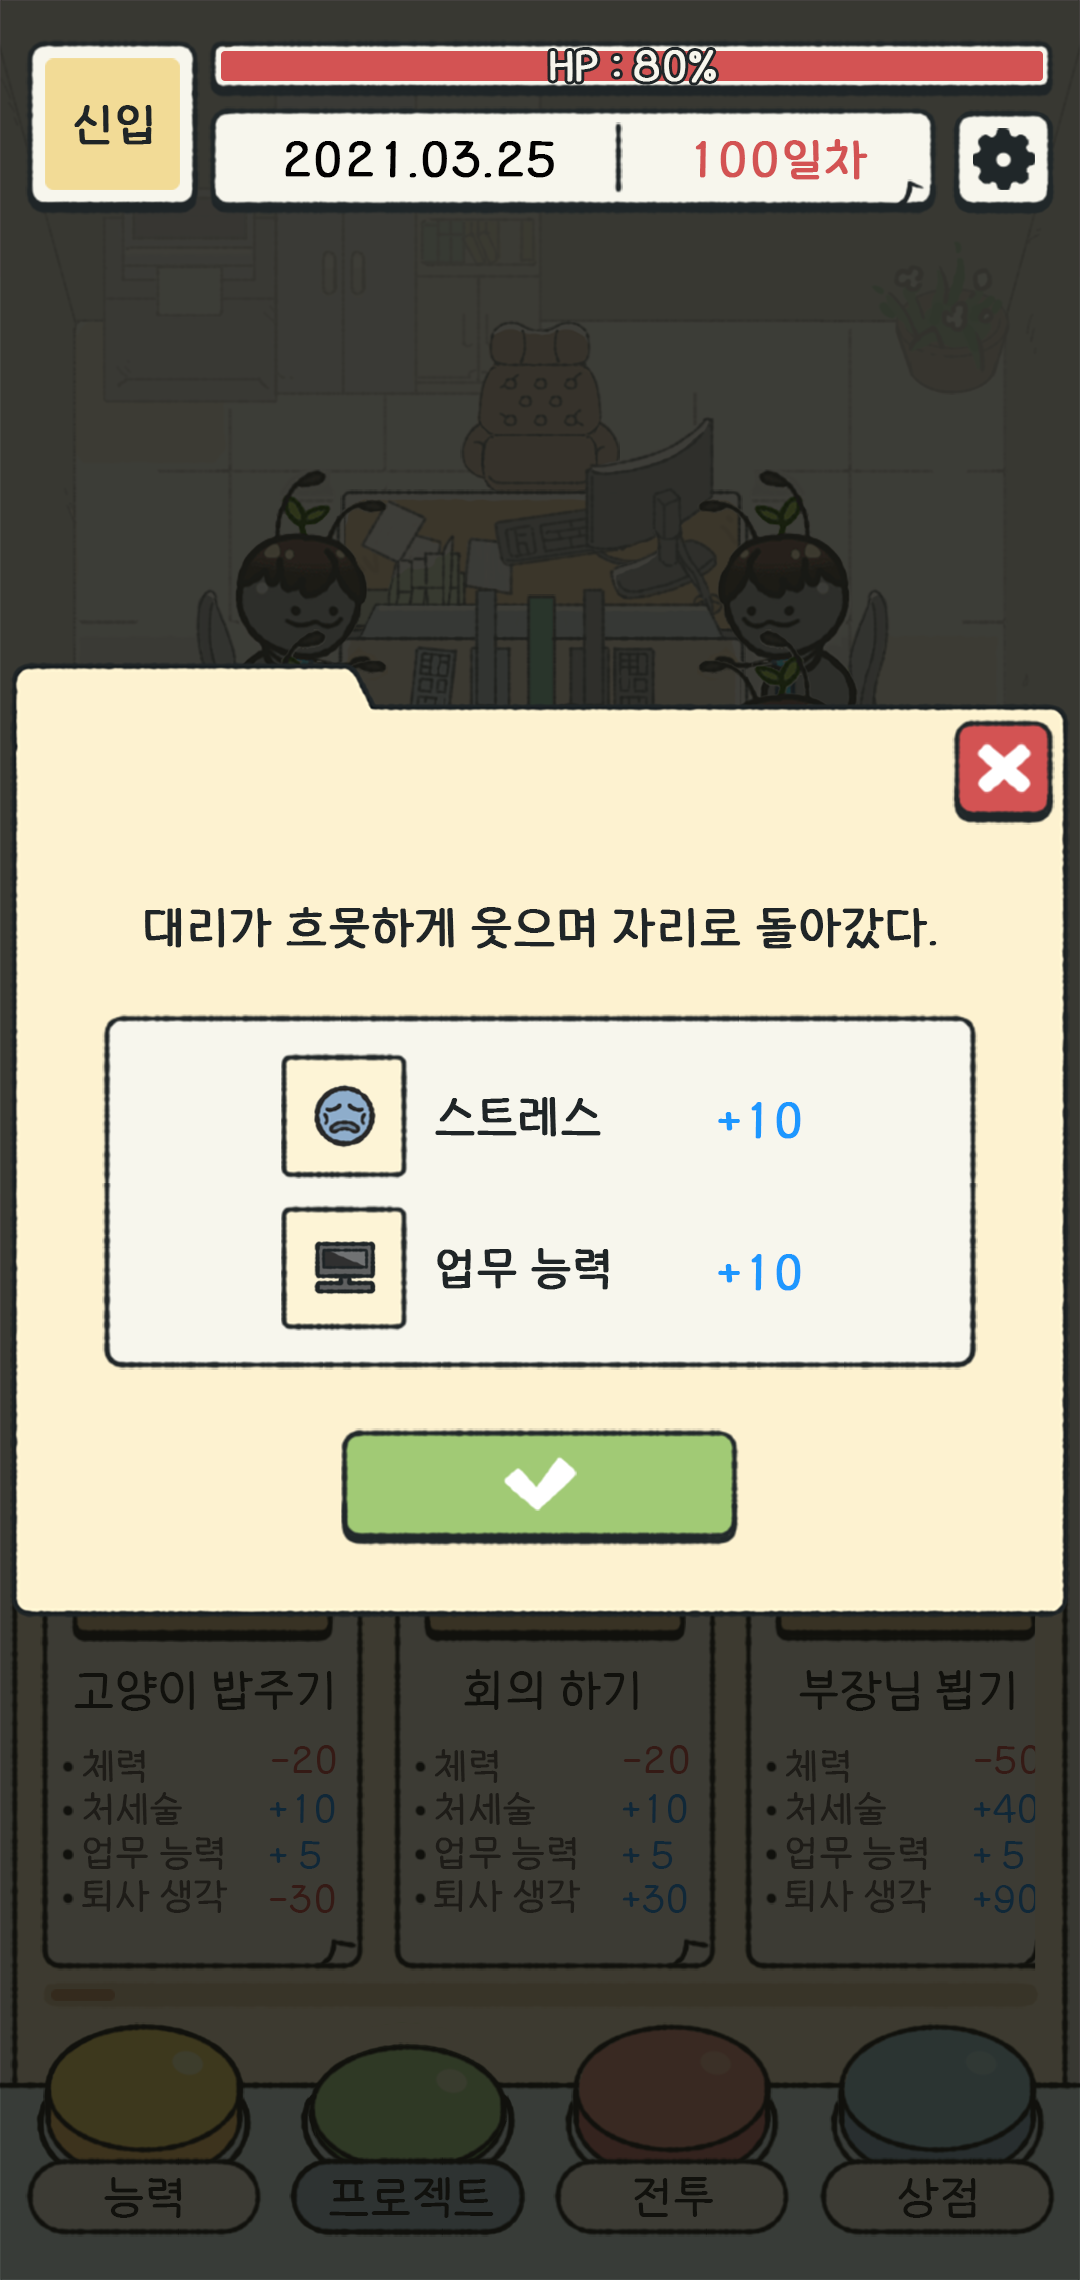 신입
HP : 80%
2021.03.25
100일차
대리가 흐뭇하게 웃으며 자리로 돌아갔다.
스트레스 +10
업무 능력 +10
고양이 밥주기
• 체력 -20
• 처세술 +10
• 업무 능력 + 5
• 퇴사 생각 -30
회의 하기
• 체력 -20
• 처세술 +10
• 업무 능력 + 5
• 퇴사 생각 +30
부장님 뵙기
• 체력 -50
• 처세술 +40
• 업무 능력 + 5
• 퇴사 생각 +90
능력
프로젝트
전투
상점